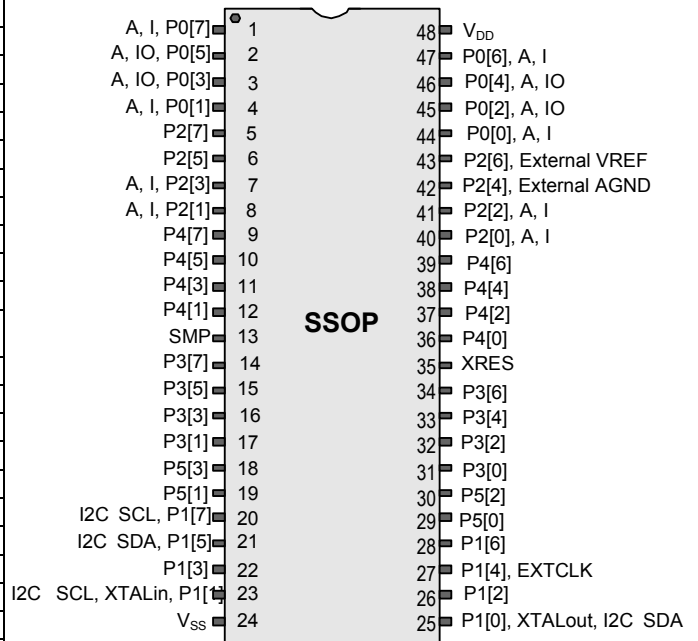 A, I, P0[7] 1 48 VDD
A, IO, P0[5] 2 47 P0[6], A, I
A, IO, P0[3] 3 46 P0[4], A, IO
A, I, P0[1] 4 45 P0[2], A, IO
P2[7] 5 44 P0[0], A, I
P2[5] 6 43 P2[6], External VREF
A, I, P2[3] 7 42 P2[4], External AGND
A, I, P2[1] 8 41 P2[2], A, I
P4[7] 9 40 P2[0], A, I
P4[5] 10 39 P4[6]
P4[3] 11 38 P4[4]
P4[1] 12 37 P4[2]
SSOP
SMP 13 36 P4[0]
P3[7] 14 35 XRES
P3[5] 15 34 P3[6]
P3[3] 16 33 P3[4]
P3[1] 17 32 P3[2]
P5[3] 18 31 P3[0]
P5[1] 19 30 P5[2]
I2C SCL, P1[7] 20 29 P5[0]
I2C SDA, P1[5] 21 28 P1[6]
P1[3] 22 27 P1[4], EXTCLK
I2C SCL, XTALin, P1[1] 23 26 P1[2]
VSS 24 25 P1[0], XTALout, I2C SDA